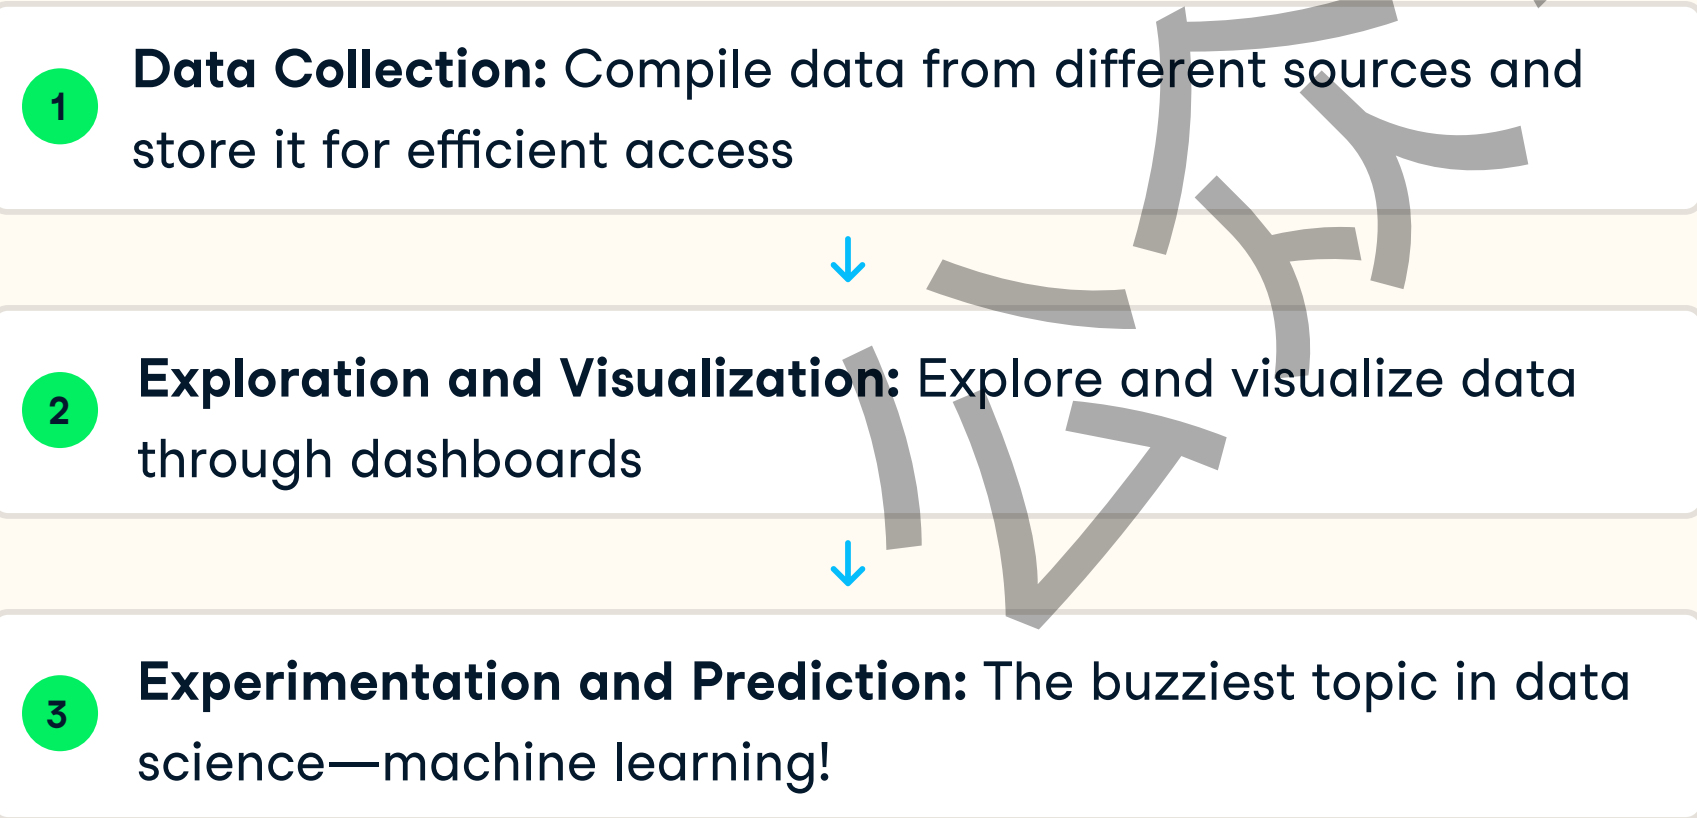 1
Data Collection: Compile data from different sources and
store it for efficient access
2
Exploration and Visualization: Explore and visualize data
through dashboards
3
Experimentation and Prediction: The buzziest topic in data
science—machine learning!